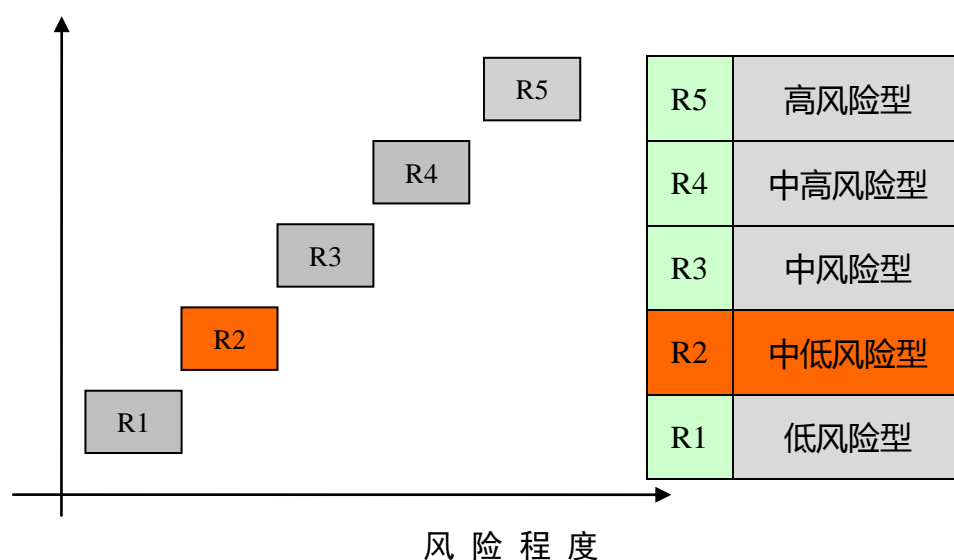 R5
R4
R3
R2
R1
风 险 程 度
R5 高风险型
R4 中高风险型
R3 中风险型
R2 中低风险型
R1 低风险型